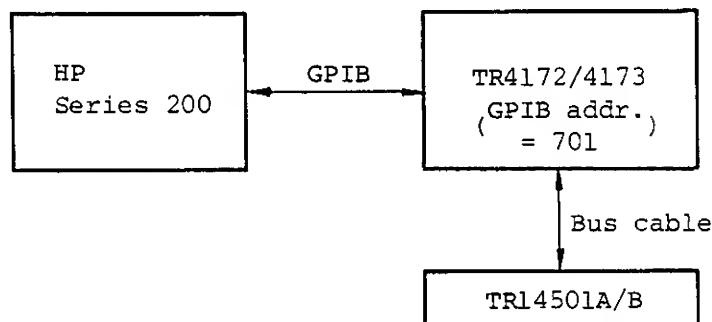 HP
Series 200
GPIB
TR4172/4173
(GPIB addr.
= 701)
Bus cable
TR14501A/B